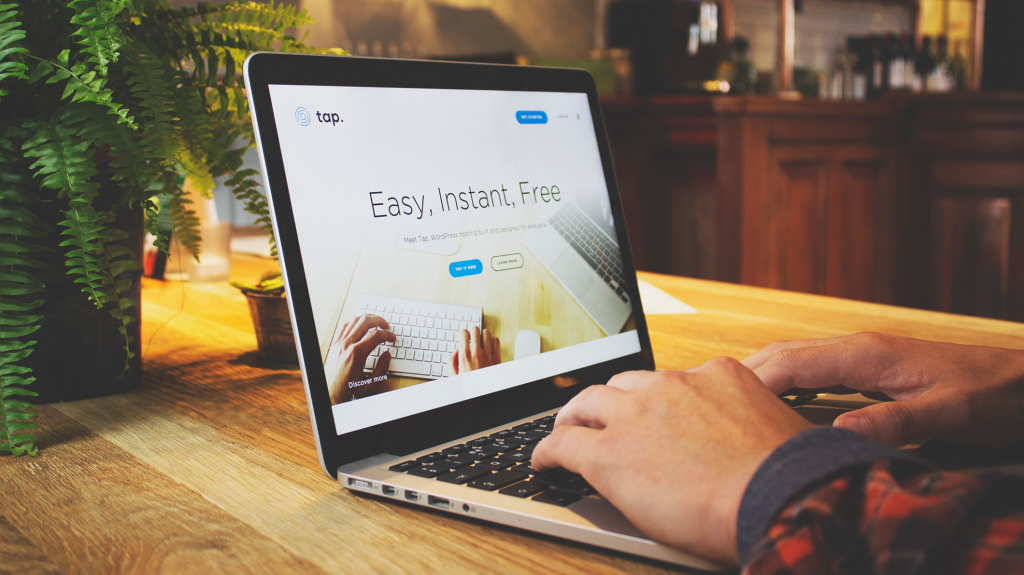 tap.
GET STARTED
LOG IN
Easy, Instant, Free
Meet Tap, WordPress hosting built and designed for everyone.
TRY IT NOW
LEARN MORE
Discover more